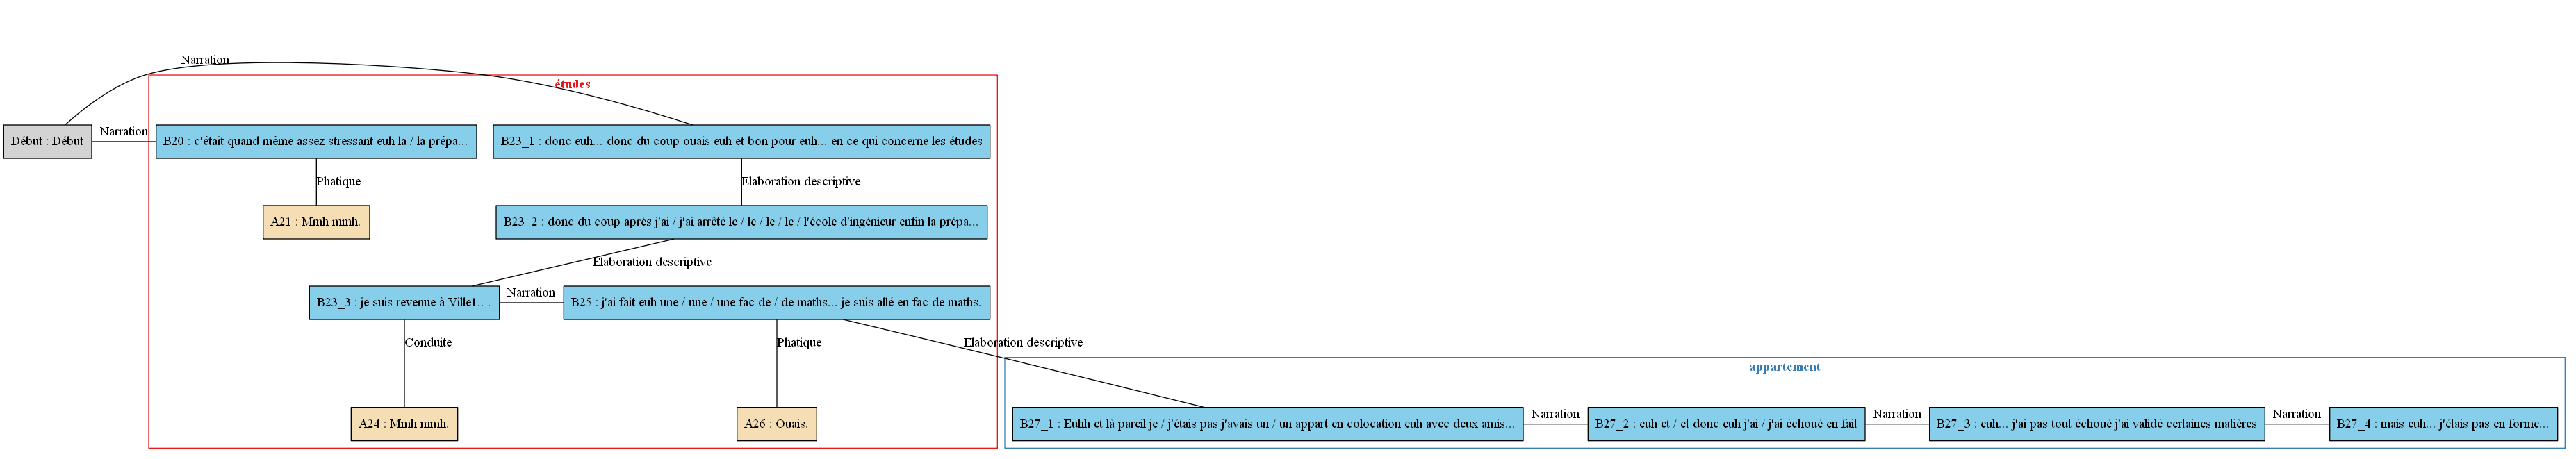 Narration
études
Début : Début
Narration
B20 : c'était quand même assez stressant euh la / la prépa...
B23_1 : donc euh... donc du coup ouais euh et bon pour euh... en ce qui concerne les études
Phatique
Elaboration descriptive
A21 : Mmh mmh.
B23_2 : donc du coup après j'ai / j'ai arrêté le / le / le / le / l'école d'ingénieur enfin la prépa...
Elaboration descriptive
B23_3 : je suis revenue à Ville1.. .
Narration
B25 : j'ai fait euh une / une / une fac de / de maths... je suis allé en fac de maths.
Conduite
Phatique
Elaboration descriptive
appartement
A24 : Mmh mmh.
A26 : Ouais.
B27_1 : Euhh et là pareil je / j'étais pas j'avais un / un appart en colocation euh avec deux amis...
Narration
B27_2 : euh et / et donc euh j'ai / j'ai échoué en fait
Narration
B27_3 : euh... j'ai pas tout échoué j'ai validé certaines matières
Narration
B27_4 : mais euh... j'étais pas en forme...